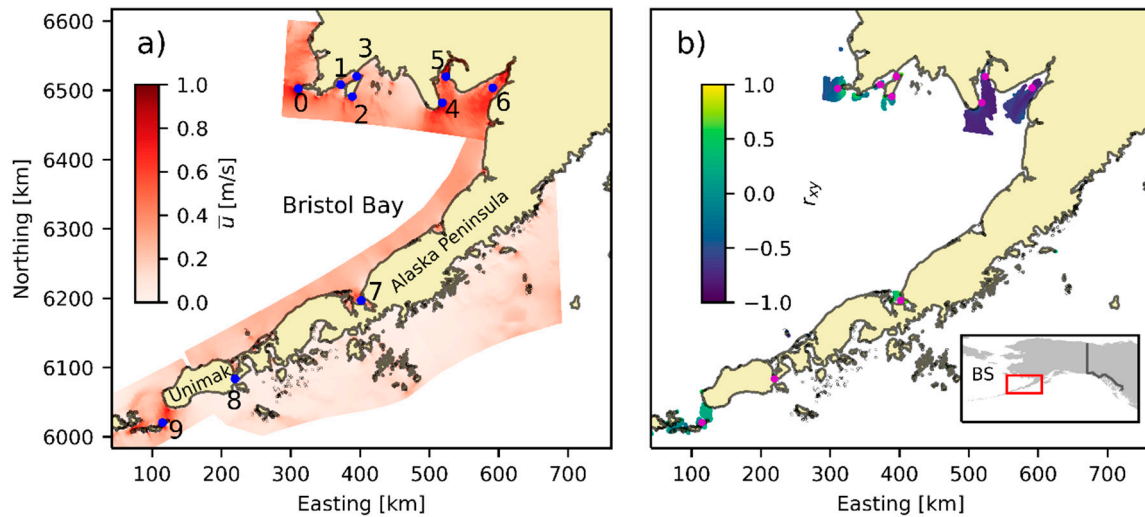 a)
6600
6500
6400
6300
6200
6100
6000
Northing [km]
1.0
0.8
0.6
0.4
0.2
0.0
u̅ [m/s]
0
1
2
3
4
5
6
7
8
9
Bristol Bay
Alaska Peninsula
Unimak
100 200 300 400 500 600 700
Easting [km]
b)
1.0
0.5
0.0
−0.5
−1.0
rxy
BS
100 200 300 400 500 600 700
Easting [km]